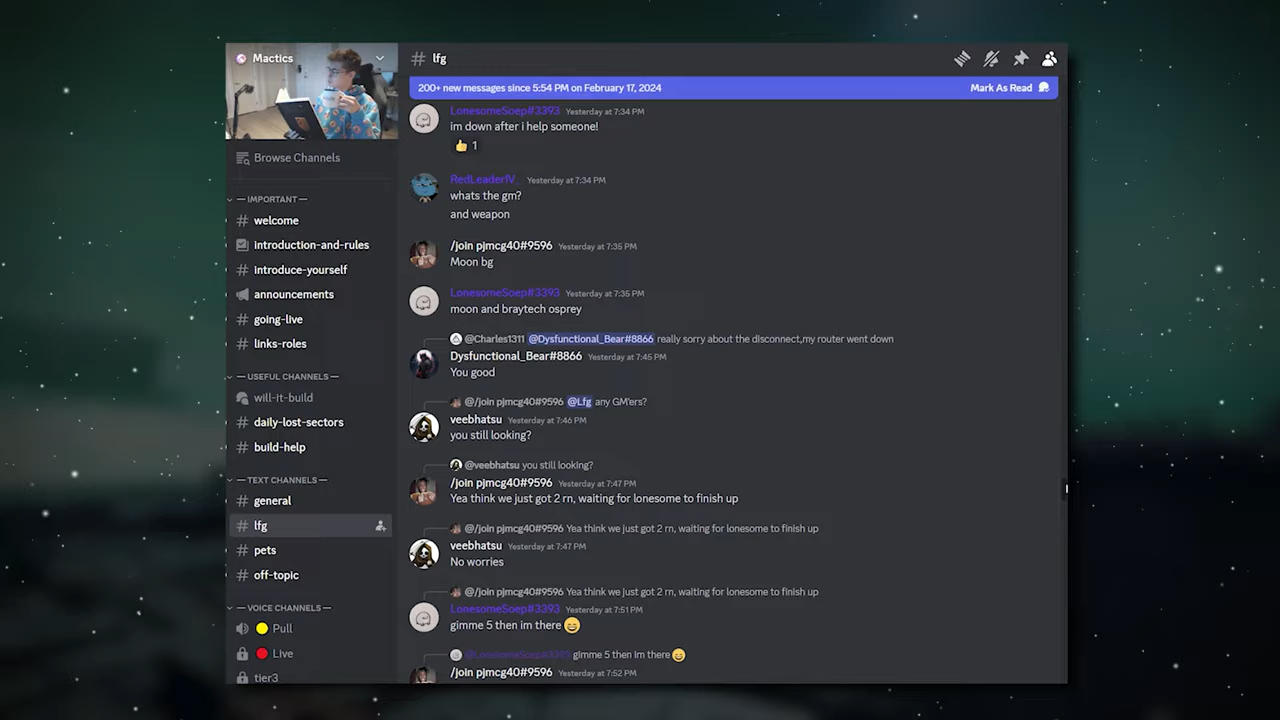 Mactics
Browse Channels
— IMPORTANT —
# welcome
introduction-and-rules
# introduce-yourself
announcements
# going-live
# links-roles
— USEFUL CHANNELS —
will-it-build
# daily-lost-sectors
# build-help
— TEXT CHANNELS —
# general
# lfg
# pets
# off-topic
— VOICE CHANNELS —
Pull
Live
tier3
# lfg
200+ new messages since 5:54 PM on February 17, 2024 Mark As Read
LonesomeSoep#3393 Yesterday at 7:34 PM
im down after i help someone!
👍 1
RedLeaderIV_ Yesterday at 7:34 PM
whats the gm?
and weapon
/join pjmcg40#9596 Yesterday at 7:35 PM
Moon bg
LonesomeSoep#3393 Yesterday at 7:35 PM
moon and braytech osprey
@Charles1311 @Dysfunctional_Bear#8866 really sorry about the disconnect,my router went down
Dysfunctional_Bear#8866 Yesterday at 7:45 PM
You good
@/join pjmcg40#9596 @Lfg any GM'ers?
veebhatsu Yesterday at 7:46 PM
you still looking?
@veebhatsu you still looking?
/join pjmcg40#9596 Yesterday at 7:47 PM
Yea think we just got 2 rn, waiting for lonesome to finish up
@/join pjmcg40#9596 Yea think we just got 2 rn, waiting for lonesome to finish up
veebhatsu Yesterday at 7:47 PM
No worries
@/join pjmcg40#9596 Yea think we just got 2 rn, waiting for lonesome to finish up
LonesomeSoep#3393 Yesterday at 7:51 PM
gimme 5 then im there 😄
@LonesomeSoep#3393 gimme 5 then im there 😄
/join pjmcg40#9596 Yesterday at 7:52 PM